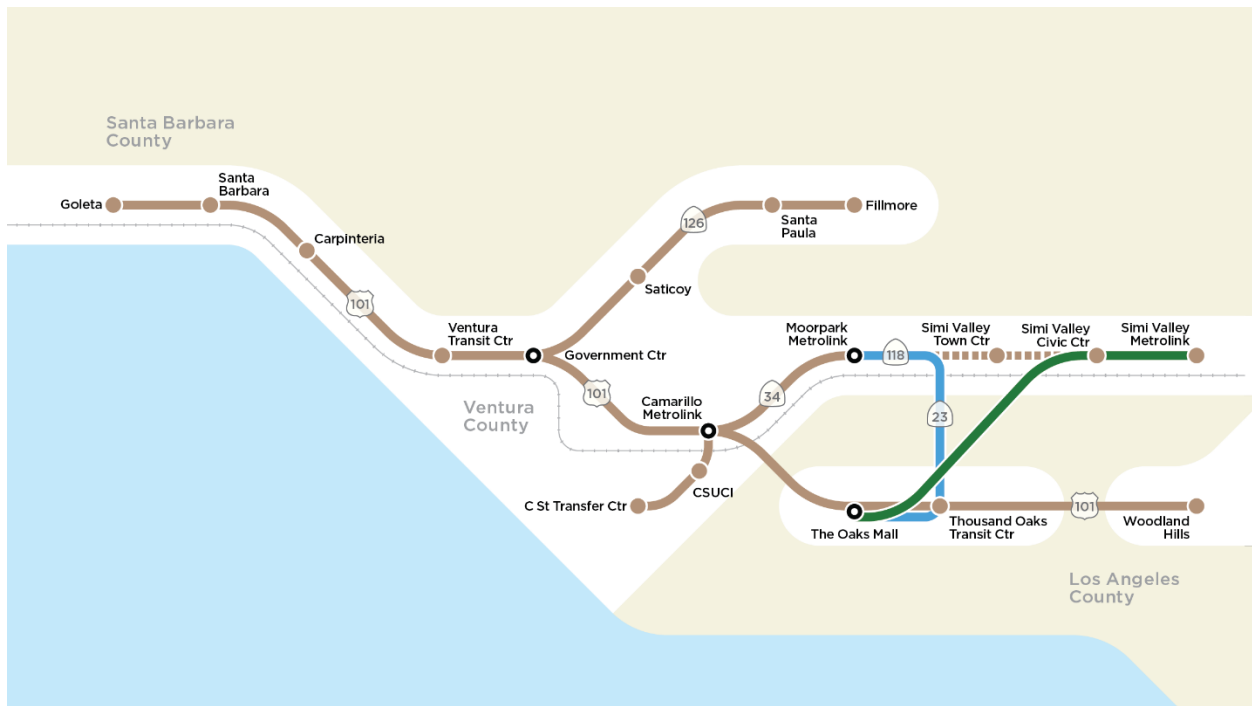 Santa Barbara
County
Santa
Barbara
Goleta
Fillmore
Santa
Paula
126
Carpinteria
Saticoy
101
Ventura
Transit Ctr
Government Ctr
Moorpark
Metrolink
118
Simi Valley
Town Ctr
Simi Valley
Civic Ctr
Simi Valley
Metrolink
101
34
Camarillo
Metrolink
Ventura
County
23
CSUCI
C St Transfer Ctr
The Oaks Mall
Thousand Oaks
Transit Ctr
101
Woodland
Hills
Los Angeles
County